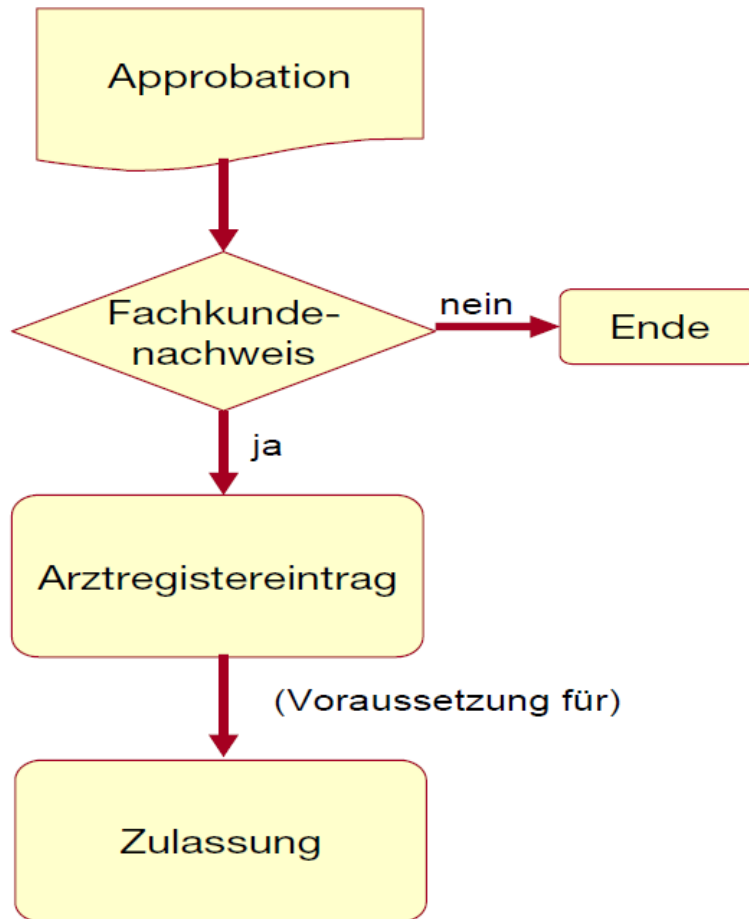 Approbation
Fachkunde-
nachweis
nein
Ende
ja
Arztregistereintrag
(Voraussetzung für)
Zulassung